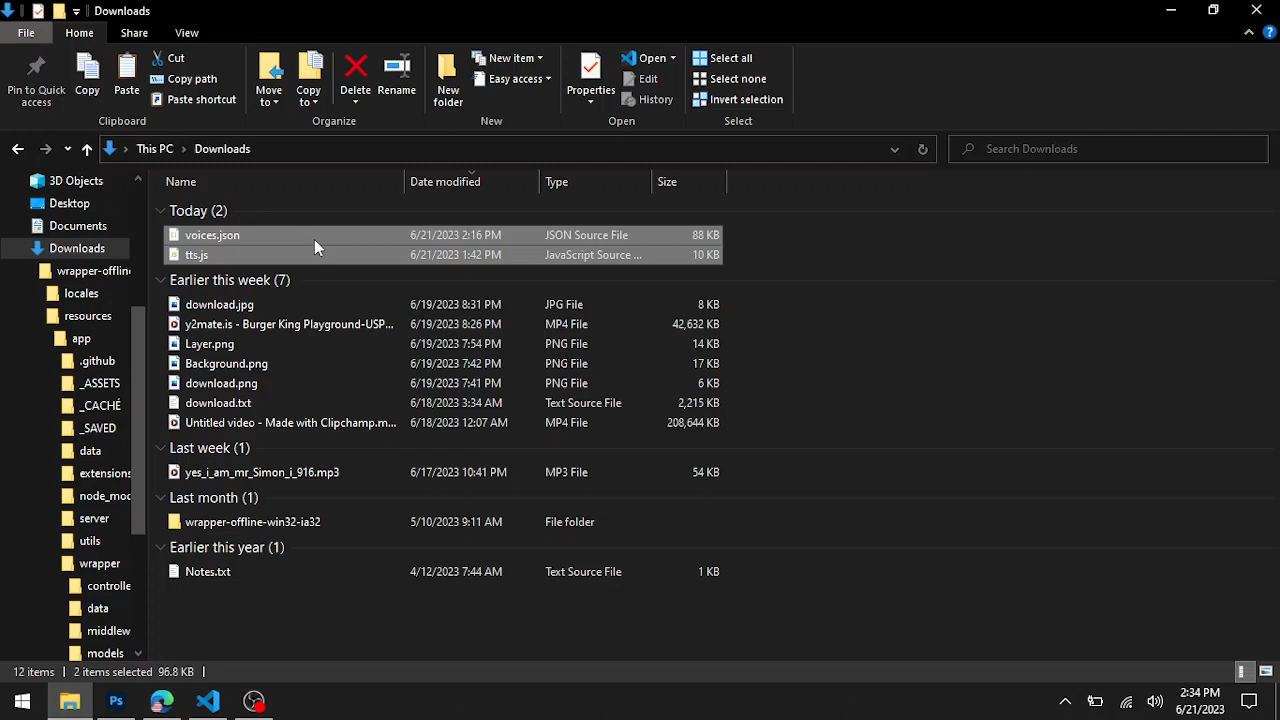 Downloads
File Home Share View
Pin to Quick access
Copy
Paste
Cut
Copy path
Paste shortcut
Clipboard
Move to
Copy to
Delete
Rename
Organize
New folder
New item
Easy access
New
Properties
Open
Edit
History
Open
Select all
Select none
Invert selection
Select
This PC > Downloads
Search Downloads
3D Objects
Desktop
Documents
Downloads
wrapper-offline
locales
resources
app
.github
_ASSETS
_CACHÉ
_SAVED
data
extensions
node_mod
server
utils
wrapper
controlle
data
middlew
models
Name Date modified Type Size
Today (2)
voices.json 6/21/2023 2:16 PM JSON Source File 88 KB
tts.js 6/21/2023 1:42 PM JavaScript Source ... 10 KB
Earlier this week (7)
download.jpg 6/19/2023 8:31 PM JPG File 8 KB
y2mate.is - Burger King Playground-USP... 6/19/2023 8:26 PM MP4 File 42,632 KB
Layer.png 6/19/2023 7:54 PM PNG File 14 KB
Background.png 6/19/2023 7:42 PM PNG File 17 KB
download.png 6/19/2023 7:41 PM PNG File 6 KB
download.txt 6/18/2023 3:34 AM Text Source File 2,215 KB
Untitled video - Made with Clipchamp.m... 6/18/2023 12:07 AM MP4 File 208,644 KB
Last week (1)
yes_i_am_mr_Simon_i_916.mp3 6/17/2023 10:41 PM MP3 File 54 KB
Last month (1)
wrapper-offline-win32-ia32 5/10/2023 9:11 AM File folder
Earlier this year (1)
Notes.txt 4/12/2023 7:44 AM Text Source File 1 KB
12 items 2 items selected 96.8 KB
Ps
2:34 PM
6/21/2023